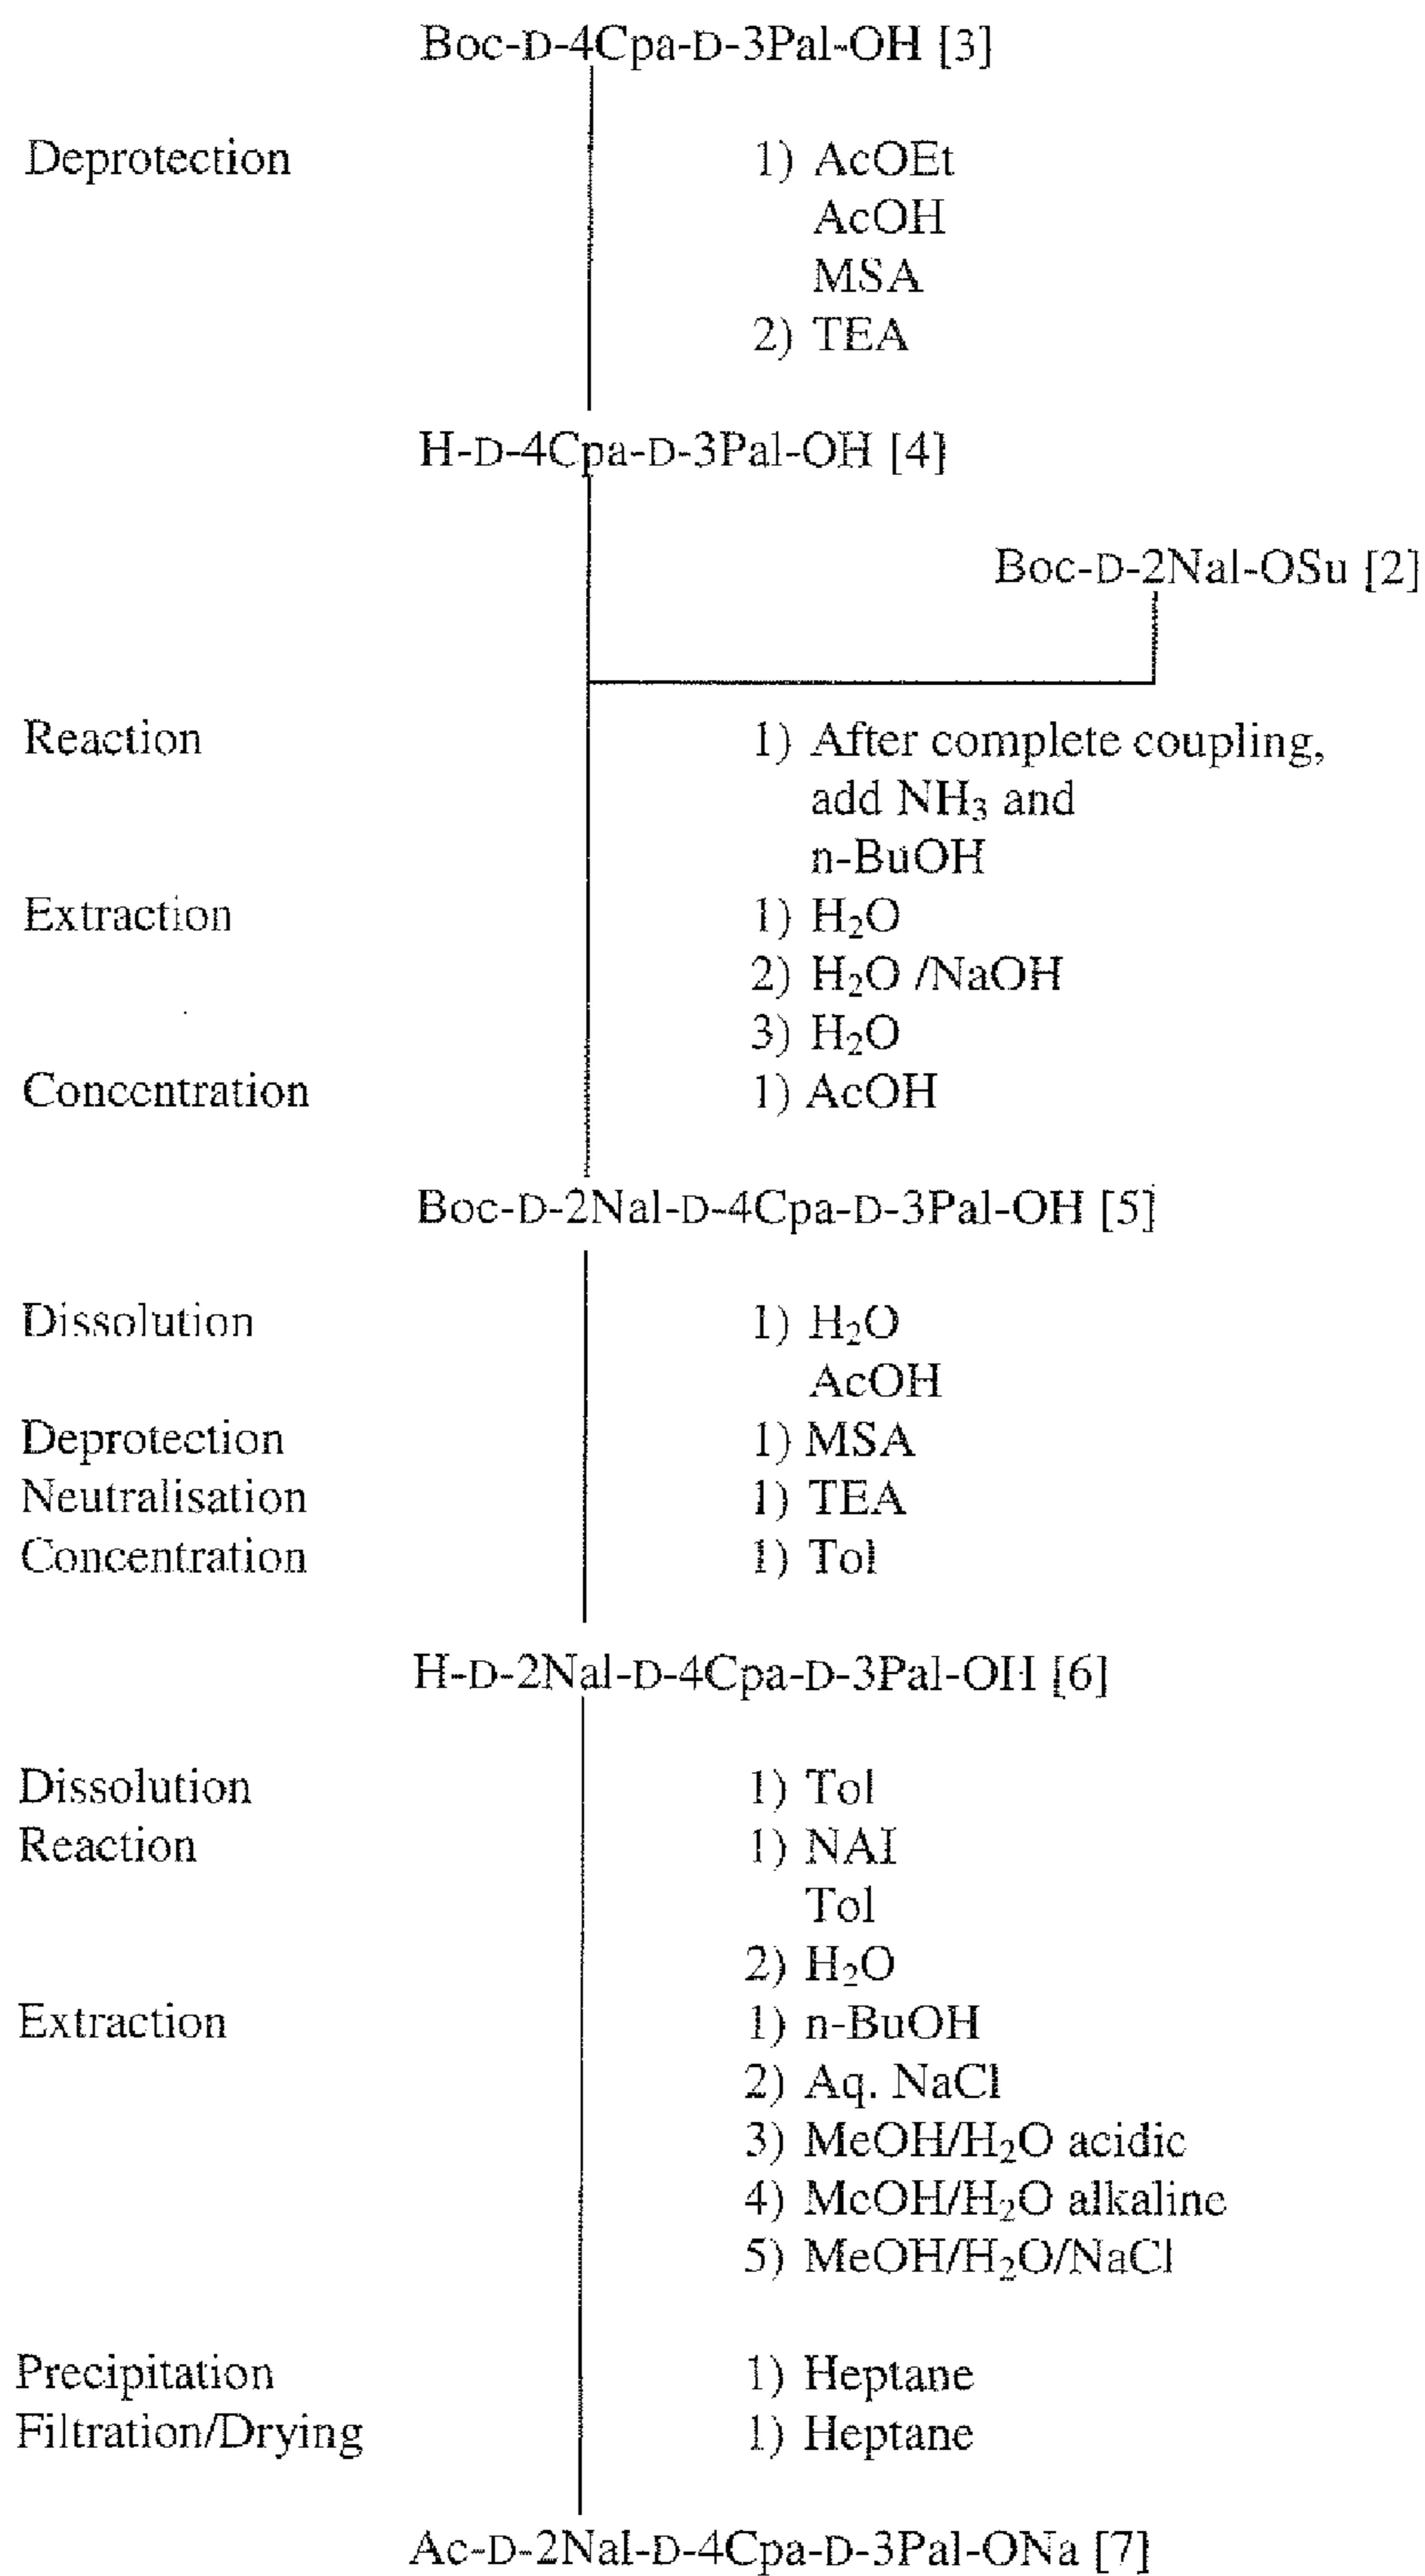 Boc-D-4Cpa-D-3Pal-OH [3]
Deprotection 1) AcOEt
AcOH
MSA
2) TEA
H-D-4Cpa-D-3Pal-OH [4]
Boc-D-2Nal-OSu [2]
Reaction 1) After complete coupling,
add NH₃ and
n-BuOH
Extraction 1) H₂O
2) H₂O /NaOH
3) H₂O
Concentration 1) AcOH
Boc-D-2Nal-D-4Cpa-D-3Pal-OH [5]
Dissolution 1) H₂O
AcOH
Deprotection 1) MSA
Neutralisation 1) TEA
Concentration 1) Tol
H-D-2Nal-D-4Cpa-D-3Pal-OH [6]
Dissolution 1) Tol
Reaction 1) NAI
Tol
2) H₂O
Extraction 1) n-BuOH
2) Aq. NaCl
3) MeOH/H₂O acidic
4) MeOH/H₂O alkaline
5) MeOH/H₂O/NaCl
Precipitation 1) Heptane
Filtration/Drying 1) Heptane
Ac-D-2Nal-D-4Cpa-D-3Pal-ONa [7]